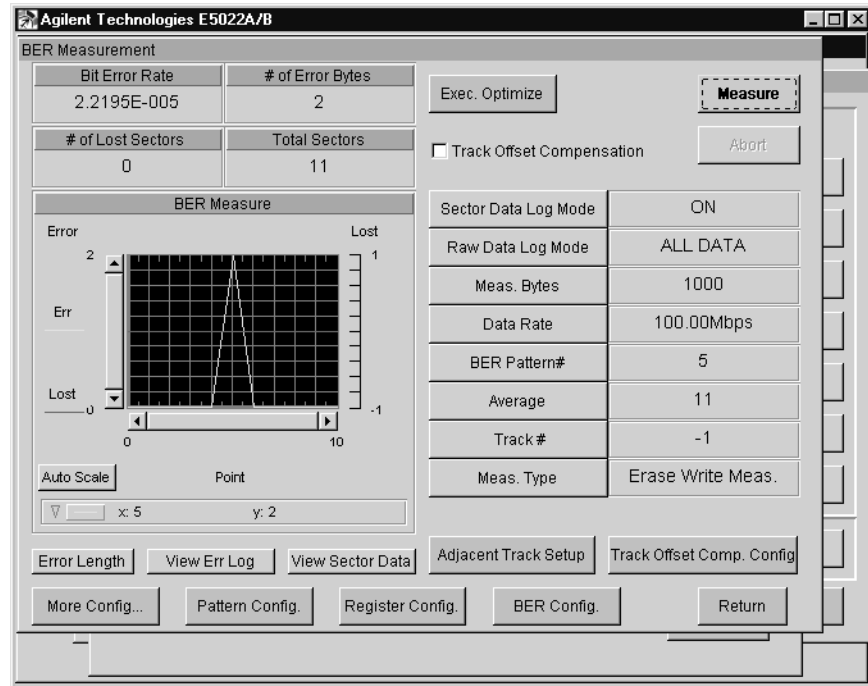 Agilent Technologies E5022A/B
BER Measurement
Bit Error Rate
# of Error Bytes
2.2195E-005
2
# of Lost Sectors
Total Sectors
0
11
Exec. Optimize
Measure
Track Offset Compensation
Abort
BER Measure
Error
Lost
2
1
Err
Lost
0
-1
0
10
Auto Scale
Point
x: 5
y: 2
Sector Data Log Mode
ON
Raw Data Log Mode
ALL DATA
Meas. Bytes
1000
Data Rate
100.00Mbps
BER Pattern#
5
Average
11
Track #
-1
Meas. Type
Erase Write Meas.
Error Length
View Err Log
View Sector Data
Adjacent Track Setup
Track Offset Comp. Config
More Config...
Pattern Config.
Register Config.
BER Config.
Return